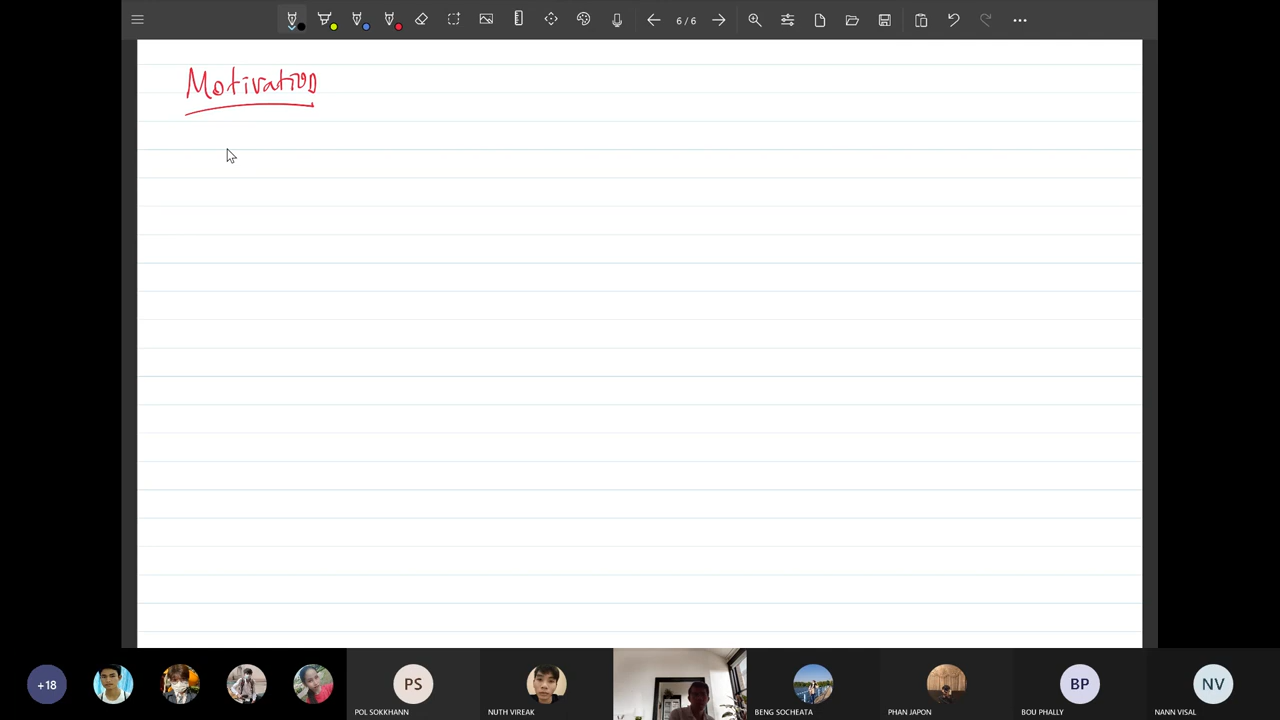 6/6
Motivation
+18
PS
POL SOKKHANN
NUTH VIREAK
BENG SOCHEATA
PHAN JAPON
BP
BOU PHALLY
NV
NANN VISAL